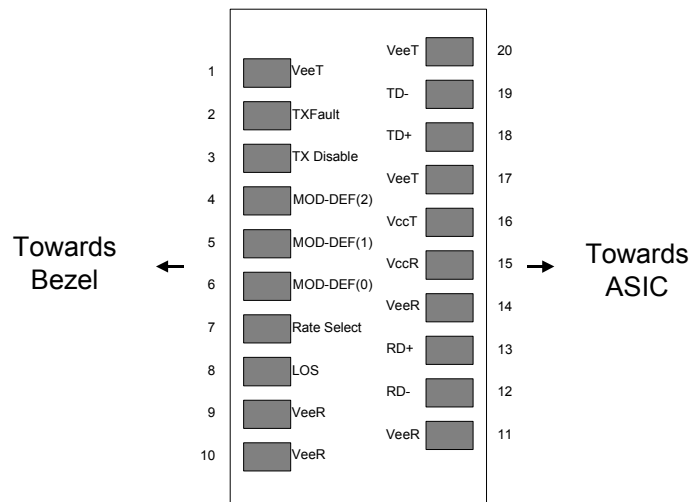 VeeT 20
1 VeeT
TD- 19
2 TXFault
TD+ 18
3 TX Disable
VeeT 17
4 MOD-DEF(2)
VccT 16
5 MOD-DEF(1)
Towards
Bezel
VccR 15
Towards
ASIC
6 MOD-DEF(0)
VeeR 14
7 Rate Select
RD+ 13
8 LOS
RD- 12
9 VeeR
VeeR 11
10 VeeR